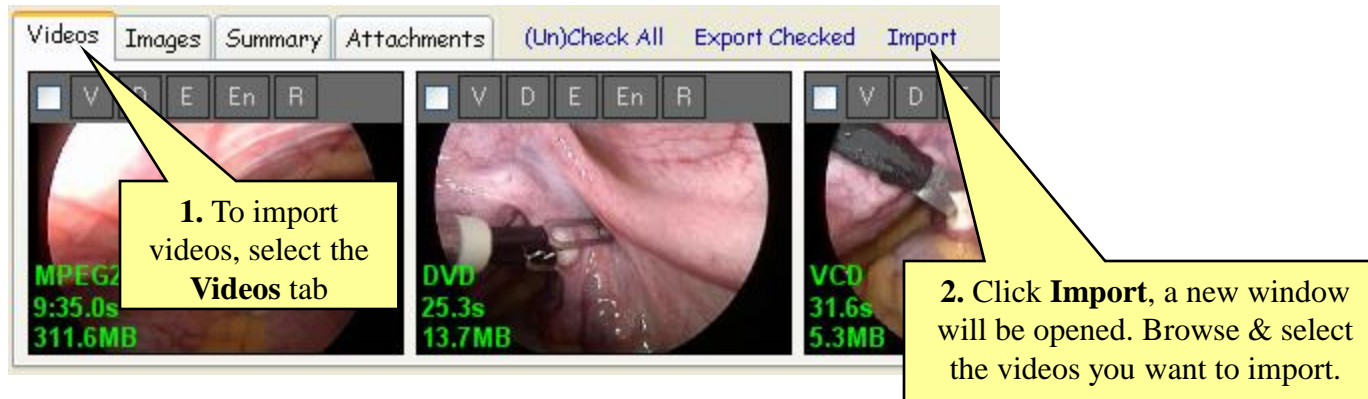 Videos Images Summary Attachments (Un)Check All Export Checked Import
V D E En R V D E En R V D
1. To import
videos, select the
Videos tab
MPEG2
9:35.0s
311.6MB
DVD
25.3s
13.7MB
VCD
31.6s
5.3MB
2. Click Import, a new window
will be opened. Browse & select
the videos you want to import.